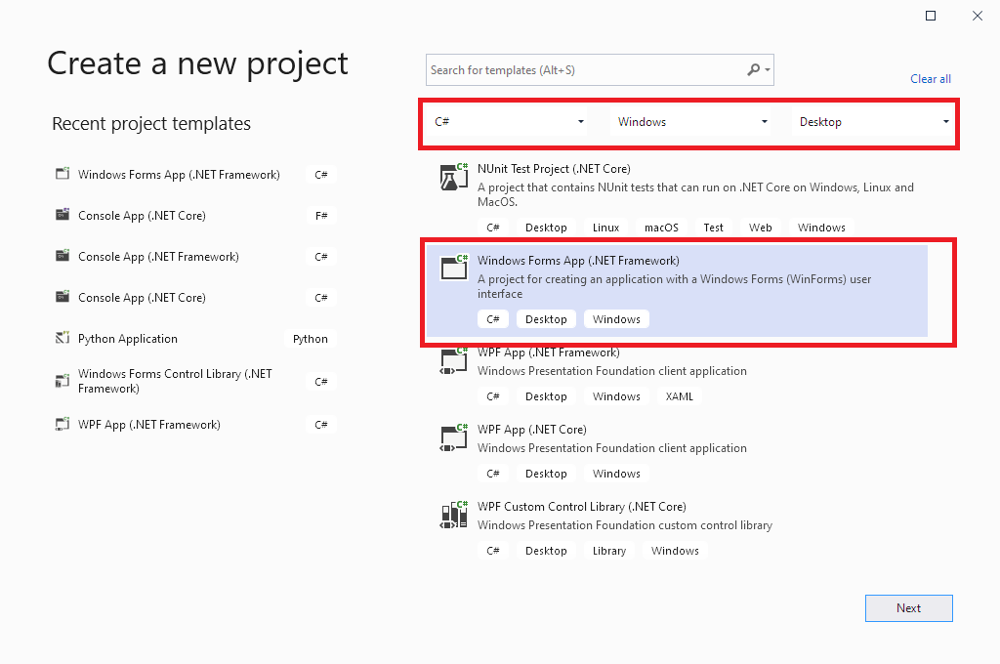 Create a new project
Search for templates (Alt+S)
Clear all
Recent project templates
Windows Forms App (.NET Framework) C#
Console App (.NET Core) F#
Console App (.NET Framework) C#
Console App (.NET Core) C#
Python Application Python
Windows Forms Control Library (.NET
Framework) C#
WPF App (.NET Framework) C#
C# Windows Desktop
NUnit Test Project (.NET Core)
A project that contains NUnit tests that can run on .NET Core on Windows, Linux and
MacOS.
C# Desktop Linux macOS Test Web Windows
Windows Forms App (.NET Framework)
A project for creating an application with a Windows Forms (WinForms) user
interface
C# Desktop Windows
WPF App (.NET Framework)
Windows Presentation Foundation client application
C# Desktop Windows XAML
WPF App (.NET Core)
Windows Presentation Foundation client application
C# Desktop Windows
WPF Custom Control Library (.NET Core)
Windows Presentation Foundation custom control library
C# Desktop Library Windows
Next